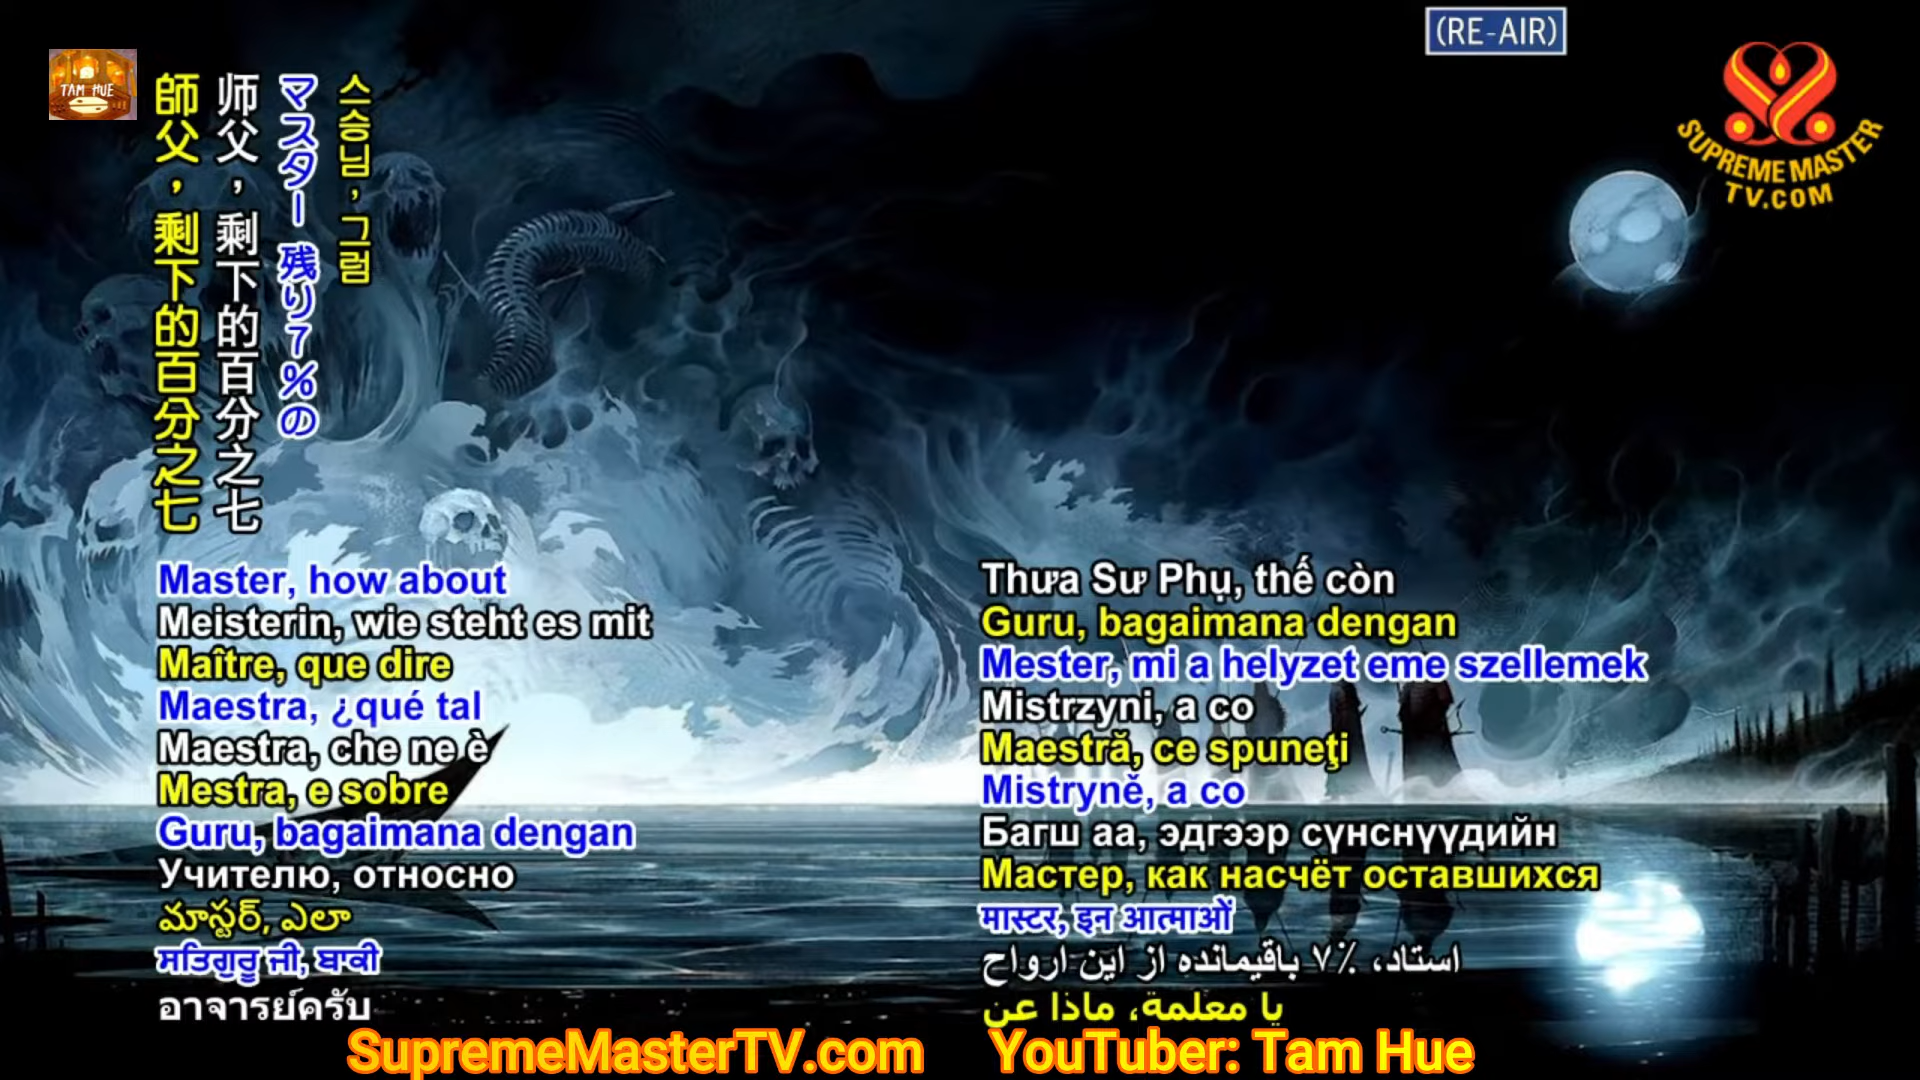 (RE-AIR)
TAM HUE
SUPREME MASTER
TV.COM
師父，剩下的百分之七
师父，剩下的百分之七
マスター 残り7％の
스승님, 그럼
Master, how about
Meisterin, wie steht es mit
Maître, que dire
Maestra, ¿qué tal
Maestra, che ne è
Mestra, e sobre
Guru, bagaimana dengan
Учителю, относно
మాస్టర్, ఎలా
ਸਤਿਗੁਰੂ ਜੀ, ਬਾਕੀ
อาจารย์ครับ
Thưa Sư Phụ, thế còn
Guru, bagaimana dengan
Mester, mi a helyzet eme szellemek
Mistrzyni, a co
Maestră, ce spuneţi
Mistryně, a co
Багш аа, эдгээр сүнснүүдийн
Мастер, как насчёт оставшихся
मास्टर, इन आत्माओं
استاد، ۷٪ باقیمانده از این ارواح
يا معلمة، ماذا عن
SupremeMasterTV.com YouTuber: Tam Hue